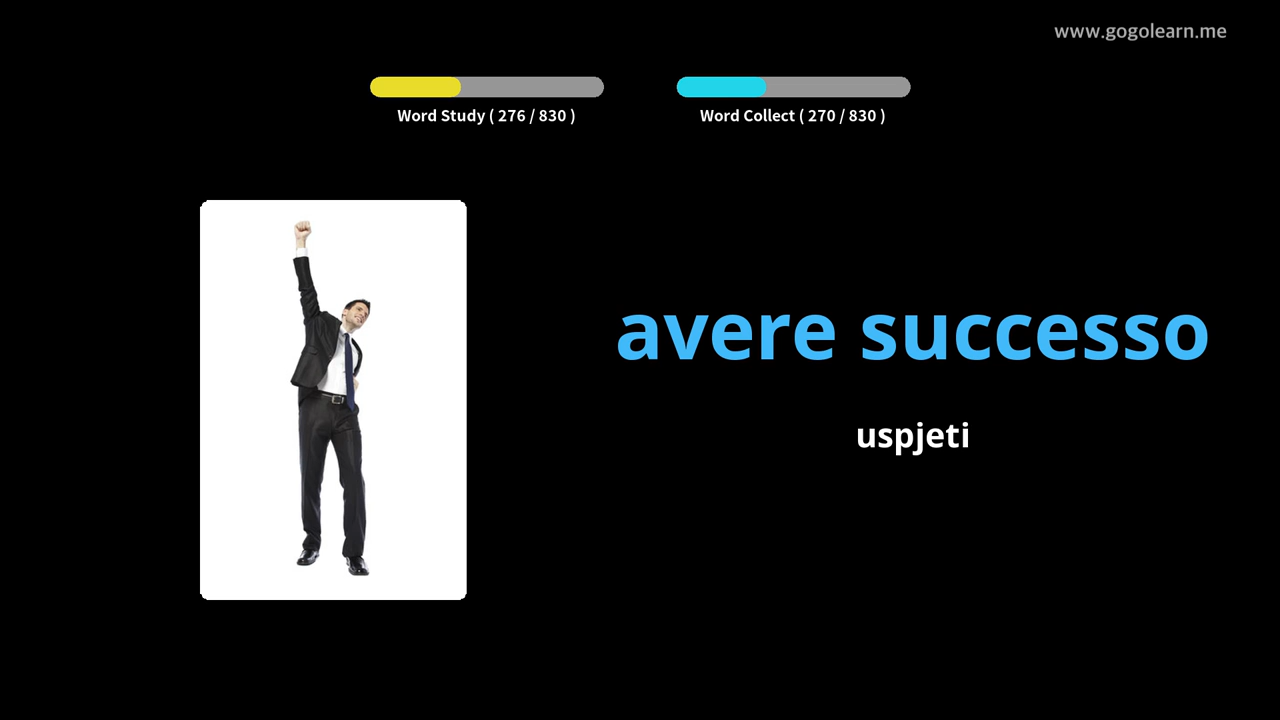 www.gogolearn.me
Word Study ( 276 / 830 )
Word Collect ( 270 / 830 )
avere successo
uspjeti